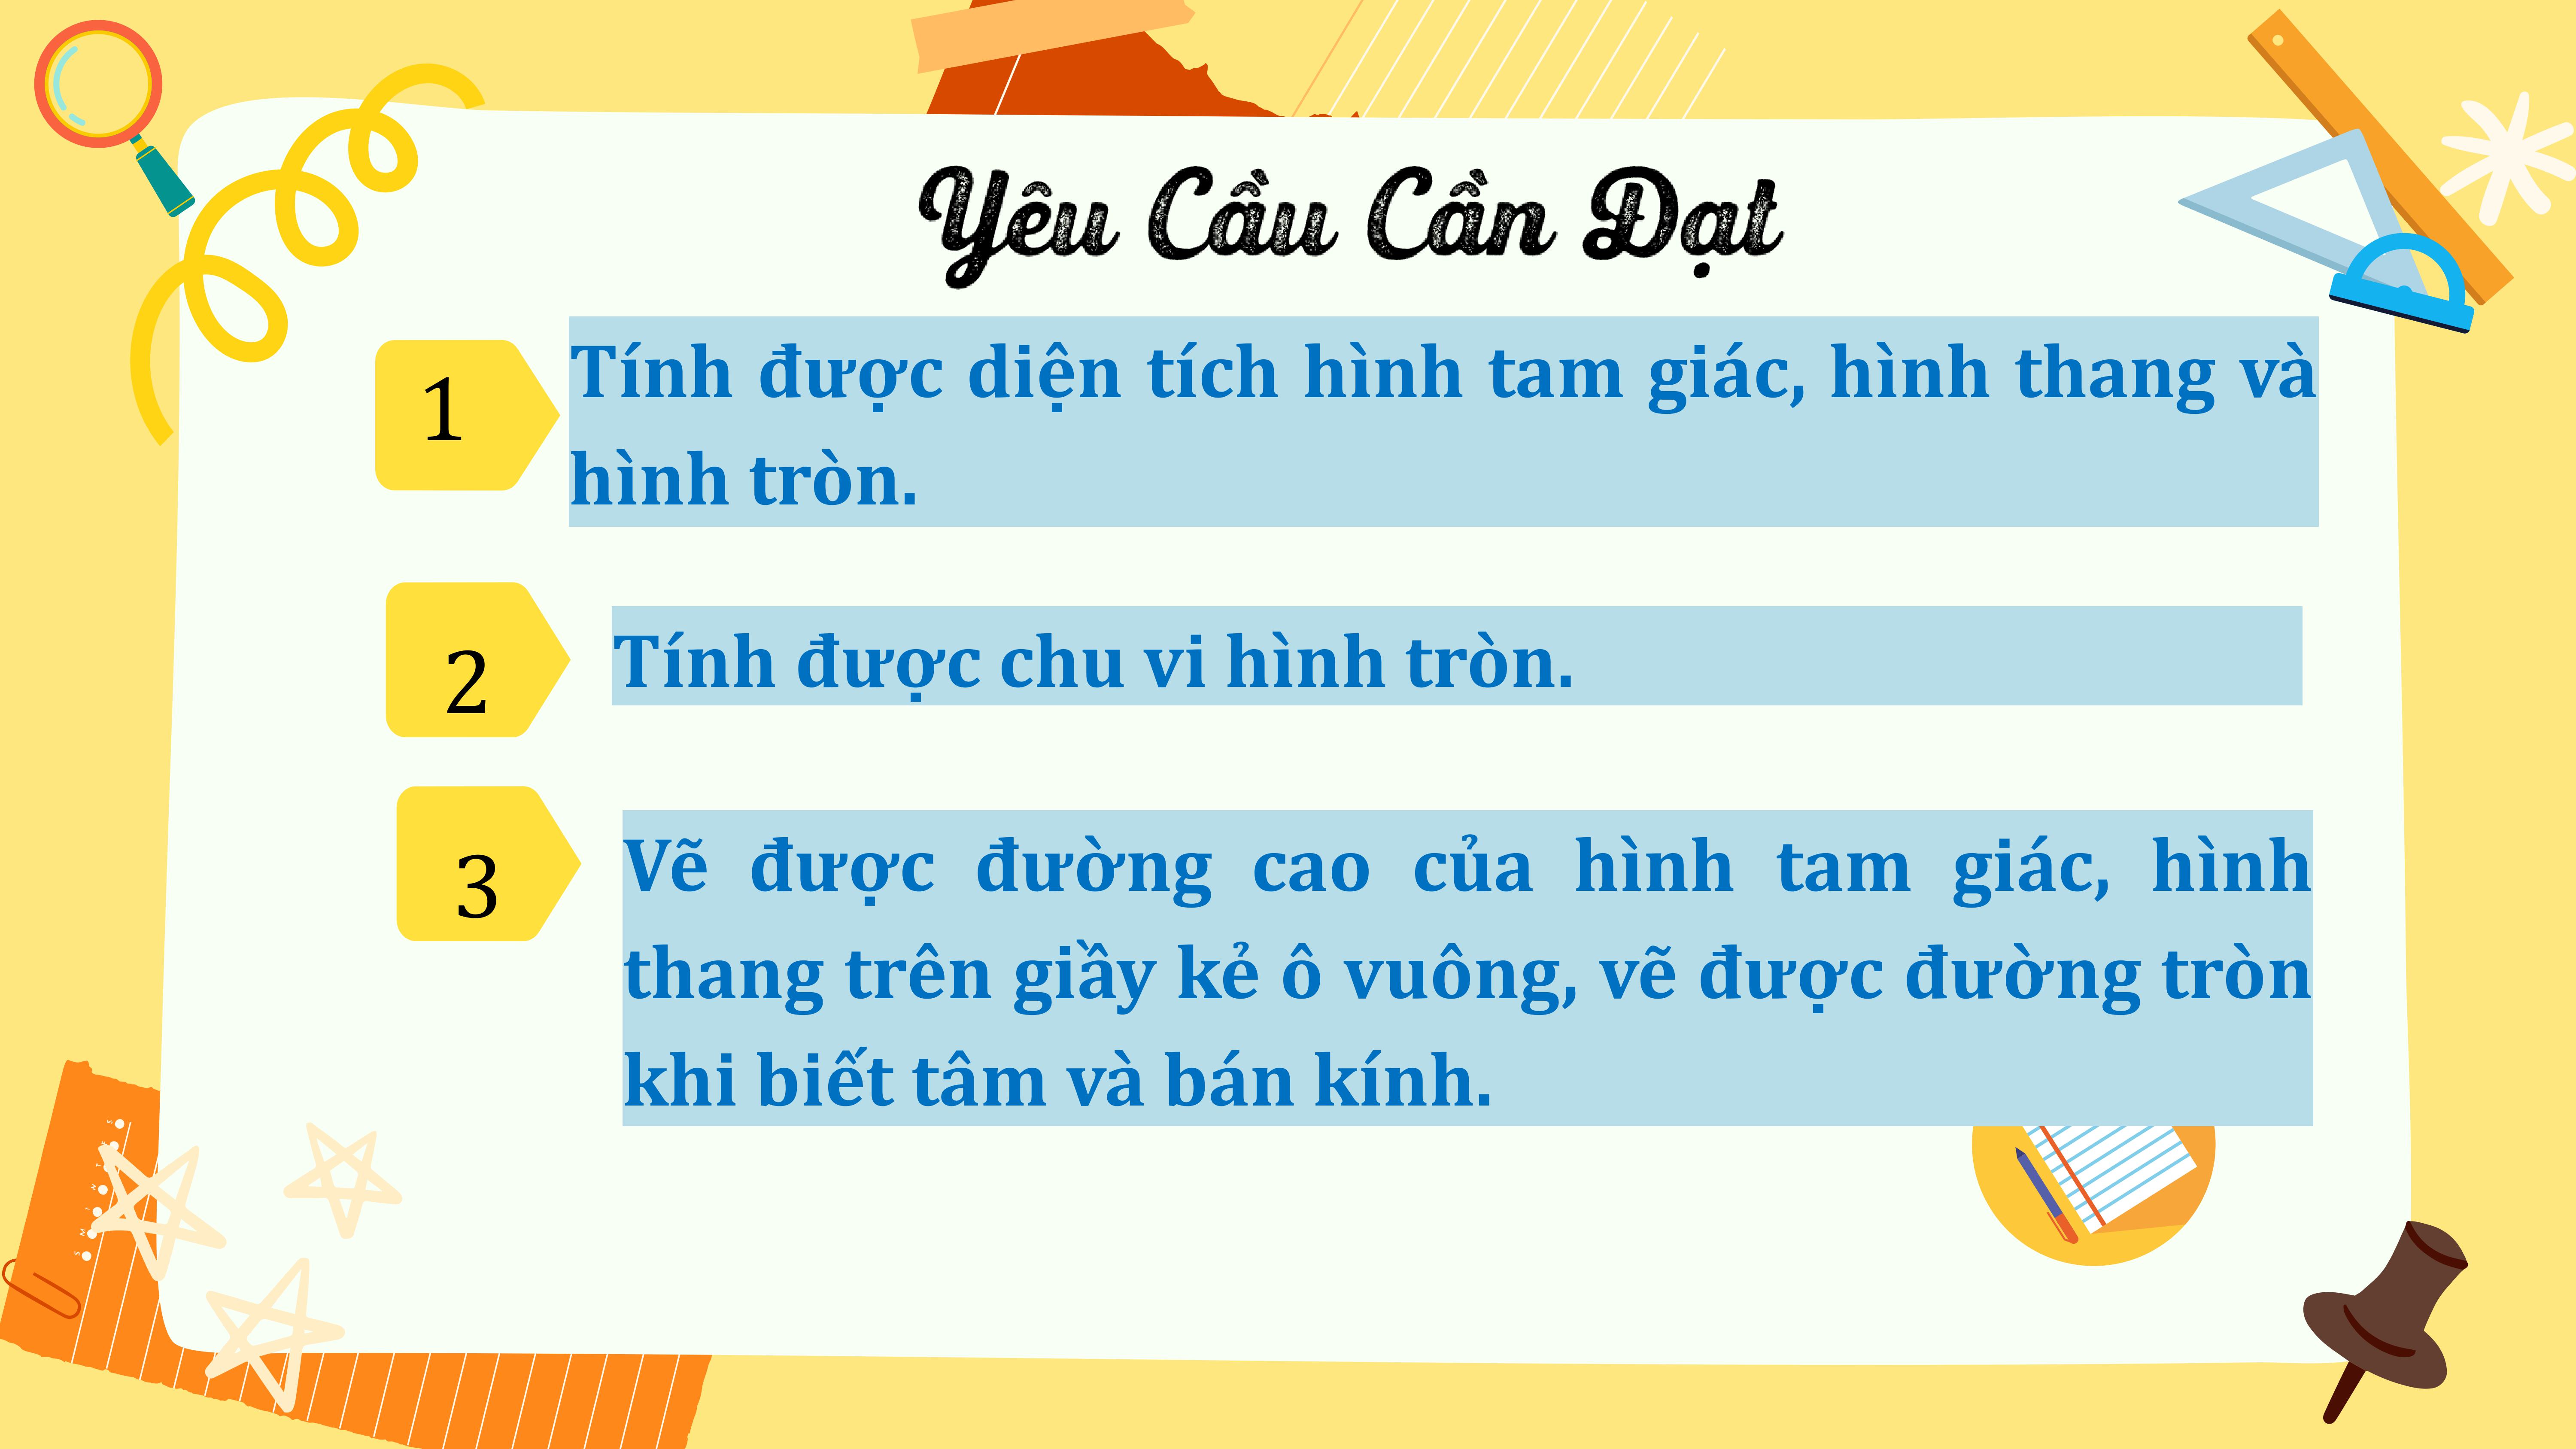 Yêu Cầu Cần Đạt
1
Tính được diện tích hình tam giác, hình thang và
hình tròn.
2
Tính được chu vi hình tròn.
3
Vẽ được đường cao của hình tam giác, hình
thang trên giầy kẻ ô vuông, vẽ được đường tròn
khi biết tâm và bán kính.